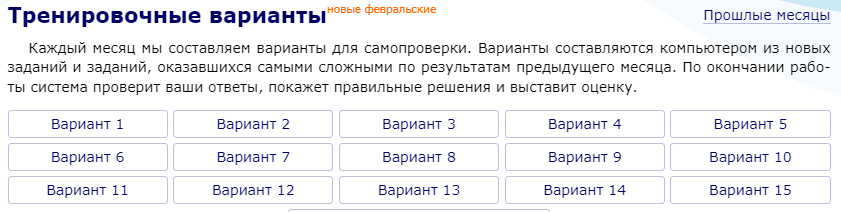 Тренировочные варианты новые февральские
Прошлые месяцы
Каждый месяц мы составляем варианты для самопроверки. Варианты составляются компьютером из новых
заданий и заданий, оказавшихся самыми сложными по результатам предыдущего месяца. По окончании рабо-
ты система проверит ваши ответы, покажет правильные решения и выставит оценку.
Вариант 1 Вариант 2 Вариант 3 Вариант 4 Вариант 5
Вариант 6 Вариант 7 Вариант 8 Вариант 9 Вариант 10
Вариант 11 Вариант 12 Вариант 13 Вариант 14 Вариант 15